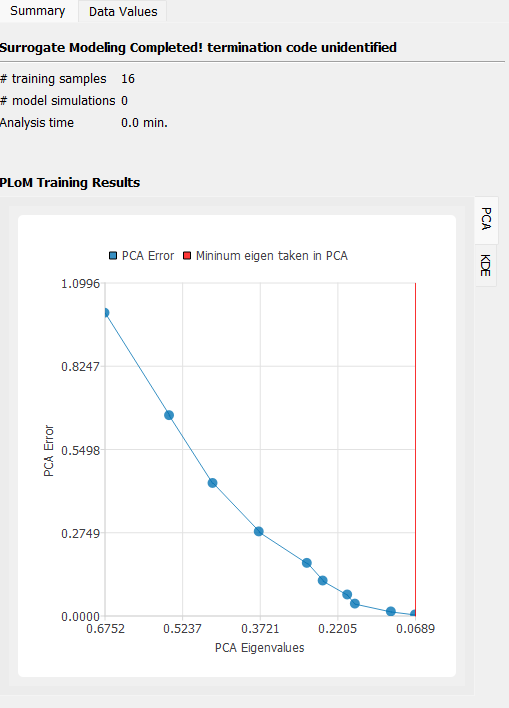 Summary Data Values
Surrogate Modeling Completed! termination code unidentified
# training samples 16
# model simulations 0
Analysis time 0.0 min.
PLoM Training Results
PCA
KDE
PCA Error Mininum eigen taken in PCA
1.0996
0.8247
0.5498
0.2749
0.0000
PCA Error
0.6752 0.5237 0.3721 0.2205 0.0689
PCA Eigenvalues